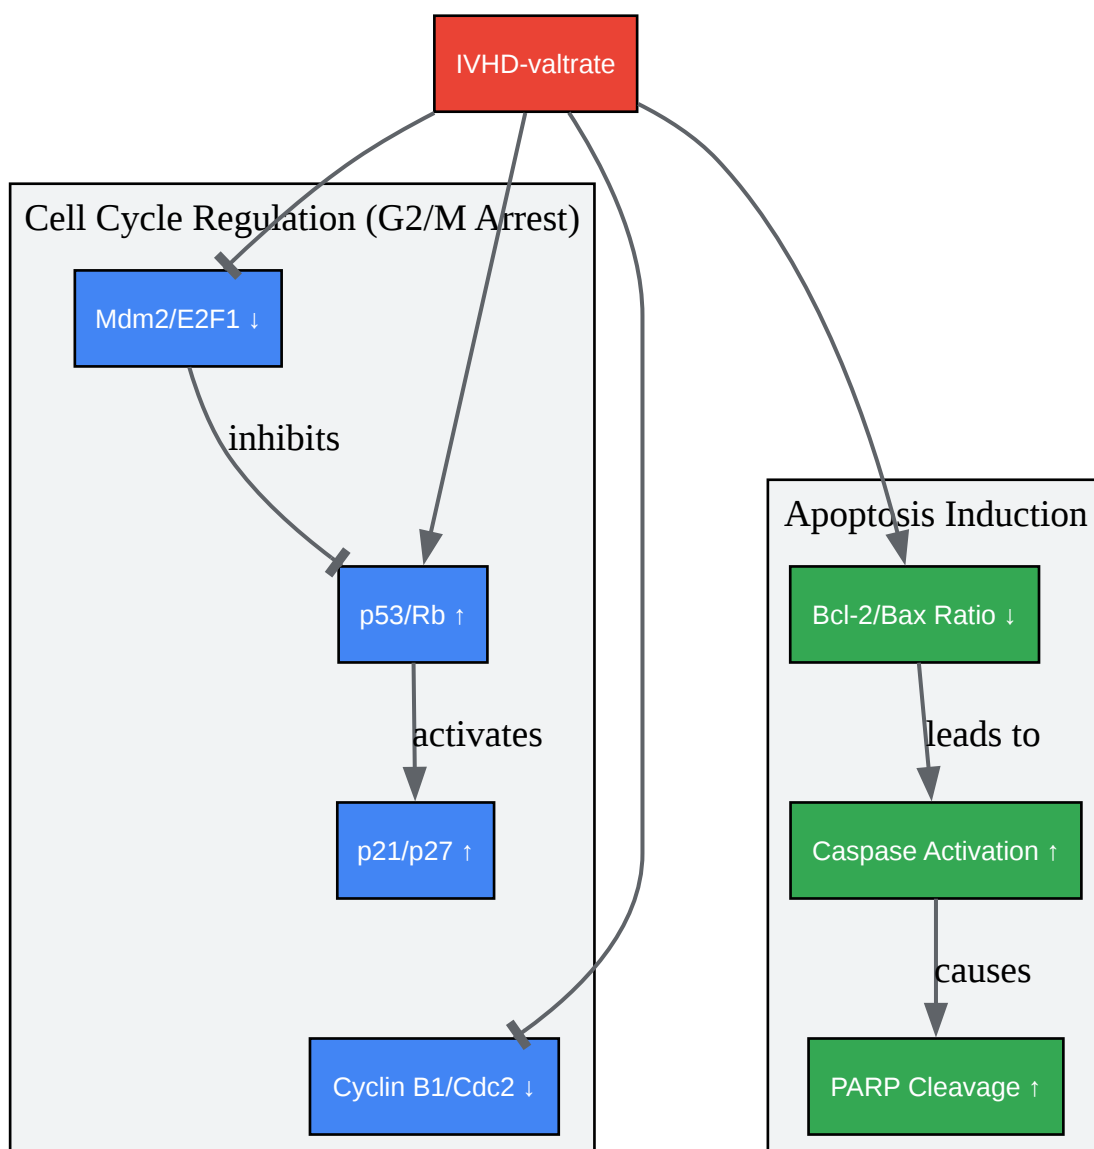 IVHD-valtrate
Cell Cycle Regulation (G2/M Arrest)
Mdm2/E2F1 ↓
inhibits
p53/Rb ↑
activates
p21/p27 ↑
Cyclin B1/Cdc2 ↓
Apoptosis Induction
Bcl-2/Bax Ratio ↓
leads to
Caspase Activation ↑
causes
PARP Cleavage ↑